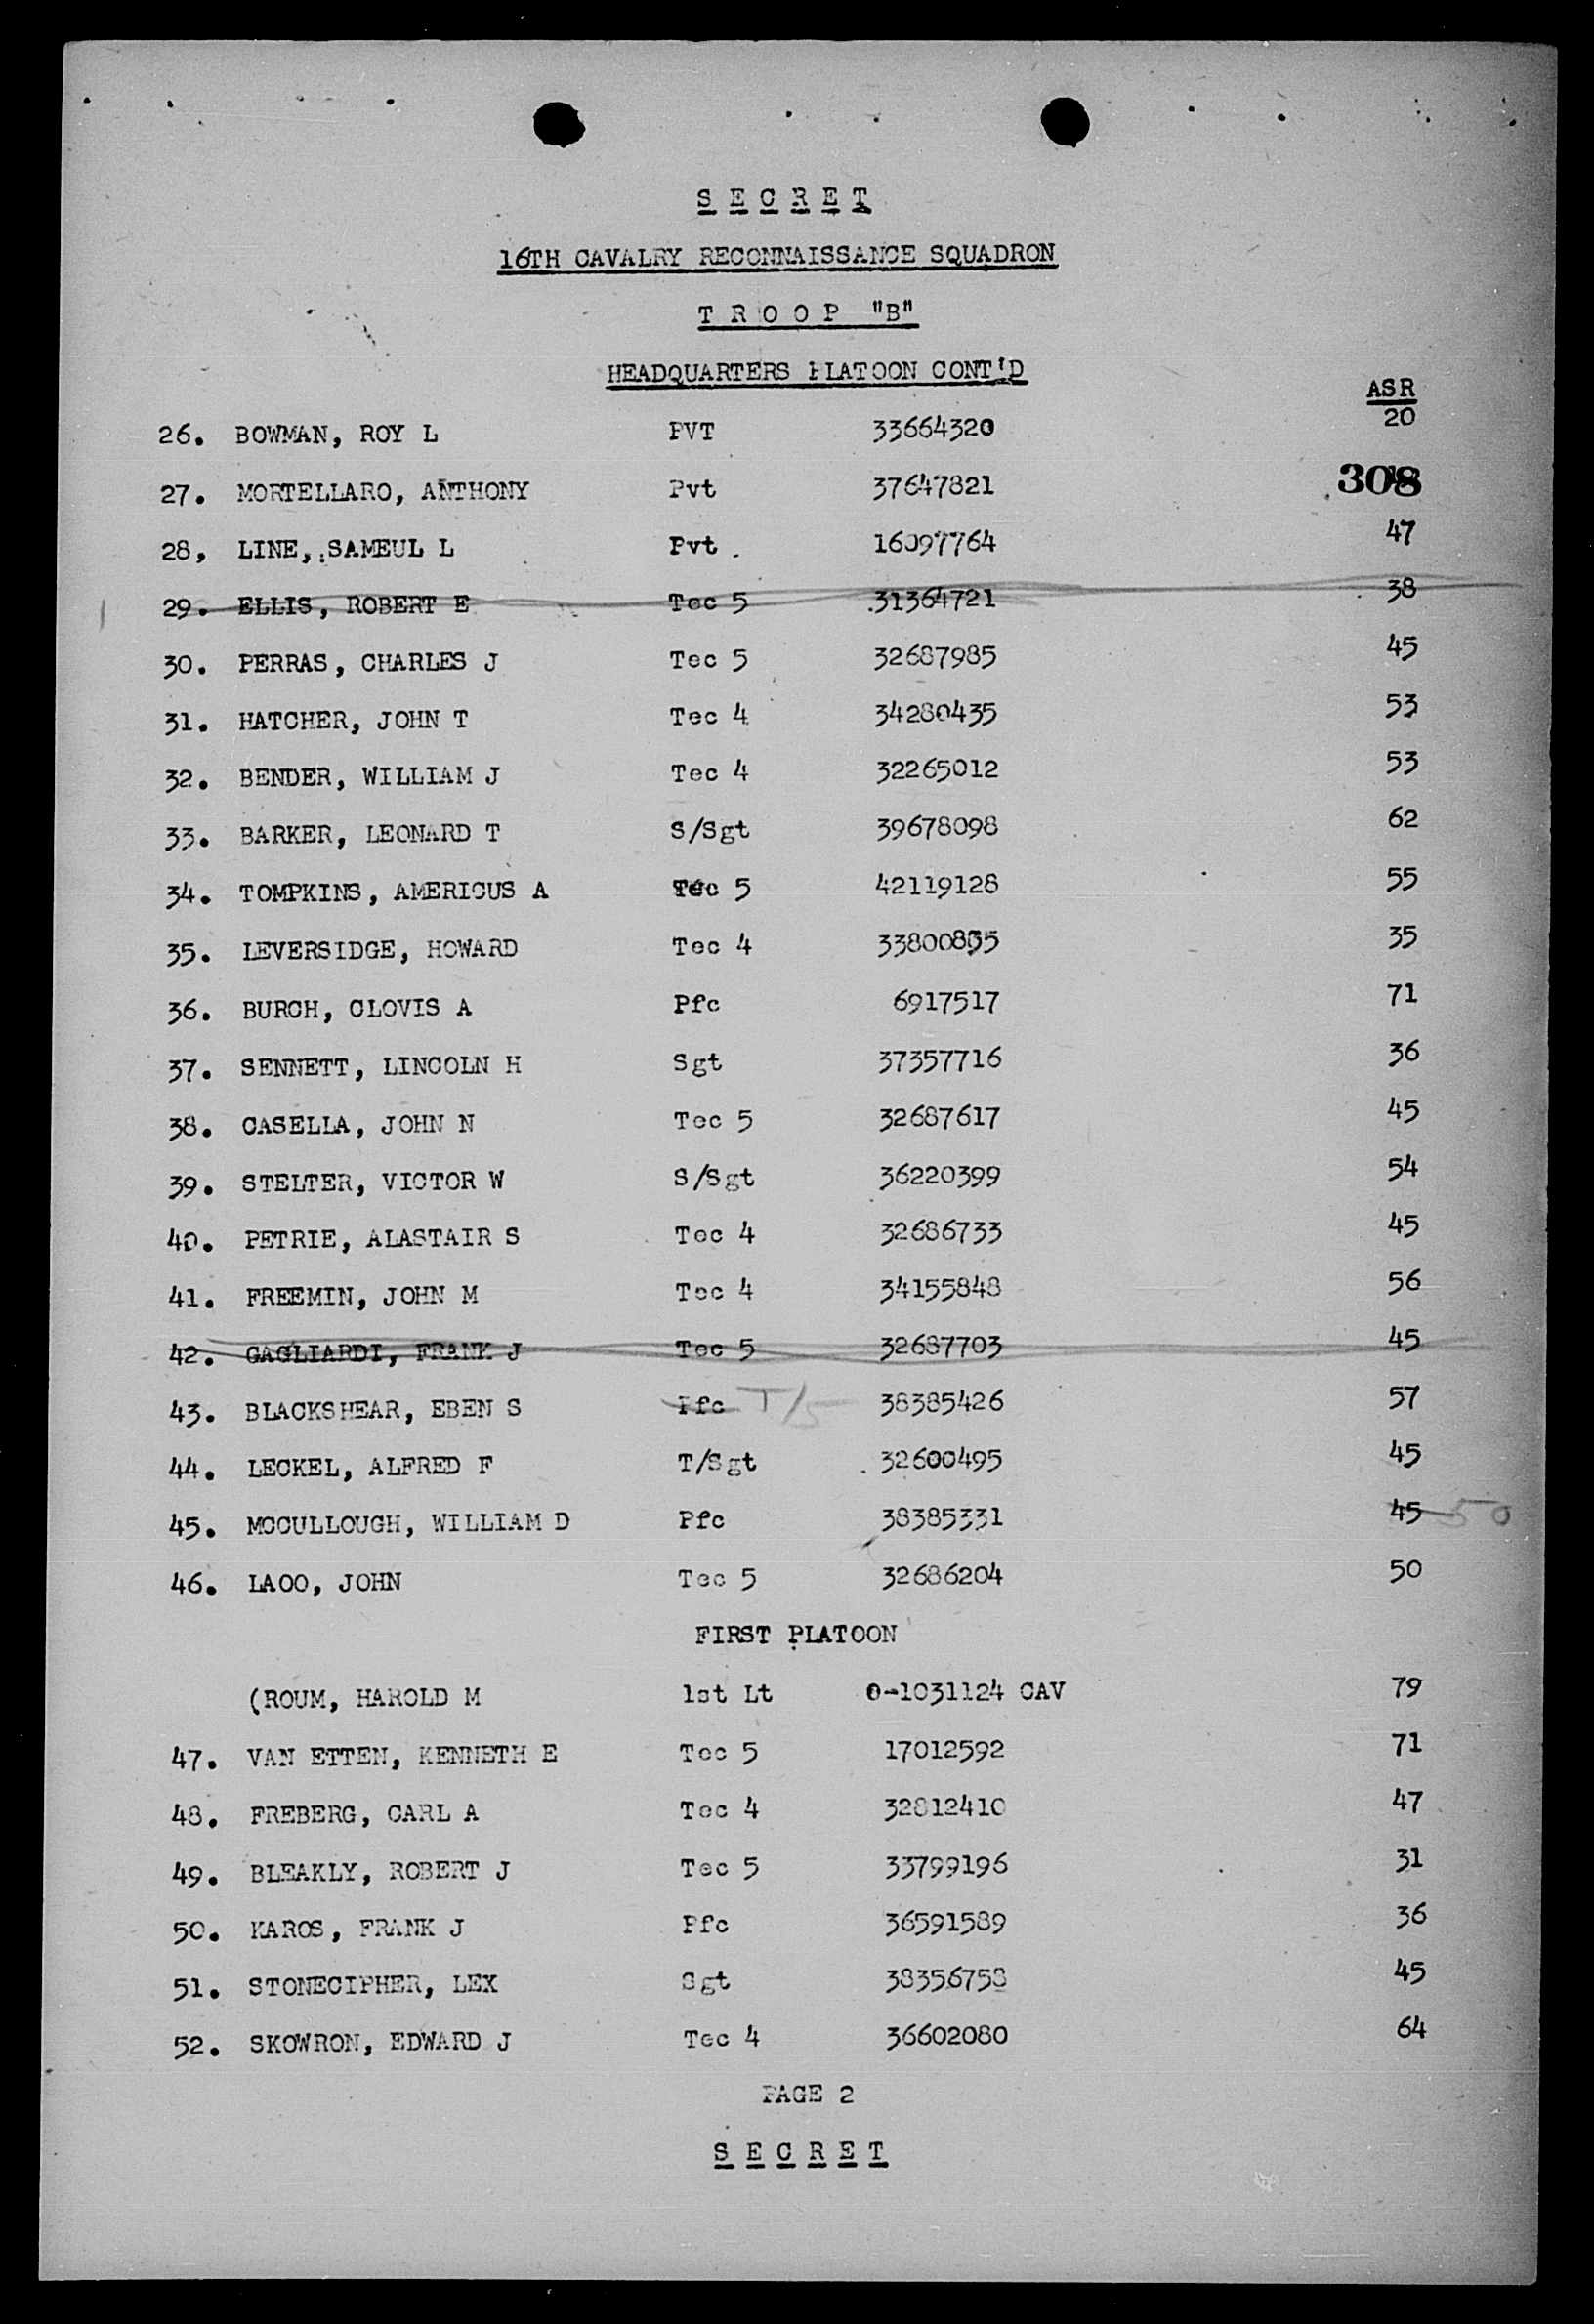 S E C R E T
16TH CAVALRY RECONNAISSANCE SQUADRON
T R O O P "B"
HEADQUARTERS PLATOON CONT'D
ASR
26. BOWMAN, ROY L PVT 33664320 20
27. MORTELLARO, ANTHONY Pvt 37647821 308
28, LINE, SAMEUL L Pvt 16097764 47
29. ELLIS, ROBERT E Tec 5 31364721 38
30. PERRAS, CHARLES J Tec 5 32687985 45
31. HATCHER, JOHN T Tec 4 34280435 53
32. BENDER, WILLIAM J Tec 4 32265012 53
33. BARKER, LEONARD T S/Sgt 39678098 62
34. TOMPKINS, AMERICUS A Tec 5 42119128 55
35. LEVERSIDGE, HOWARD Tec 4 35
36. BURCH, CLOVIS A Pfc 6917517 71
37. SENNETT, LINCOLN H Sgt 37357716 36
38. CASELLA, JOHN N Tec 5 32687617 45
39. STELTER, VICTOR W S/Sgt 36220399 54
40. PETRIE, ALASTAIR S Tec 4 32686733 45
41. FREEMIN, JOHN M Tec 4 34155848 56
42. GAGLIARDI, FRANK J Tec 5 32687703 45
43. BLACKSHEAR, EBEN S Pfc T/5 38385426 57
44. LECKEL, ALFRED F T/Sgt 32600495 45
45. MCCULLOUGH, WILLIAM D Pfc 38385331 45 50
46. LAOO, JOHN Tec 5 32686204 50
FIRST PLATOON
(ROUM, HAROLD M 1st Lt 0-1031124 CAV 79
47. VAN ETTEN, KENNETH E Tec 5 17012592 71
48. FREBERG, CARL A Tec 4 32812410 47
49. BLEAKLY, ROBERT J Tec 5 33799196 31
50. KAROS, FRANK J Pfc 36591589 36
51. STONECIPHER, LEX Sgt 38356758 45
52. SKOWRON, EDWARD J Tec 4 36602080 64
PAGE 2
S E C R E T